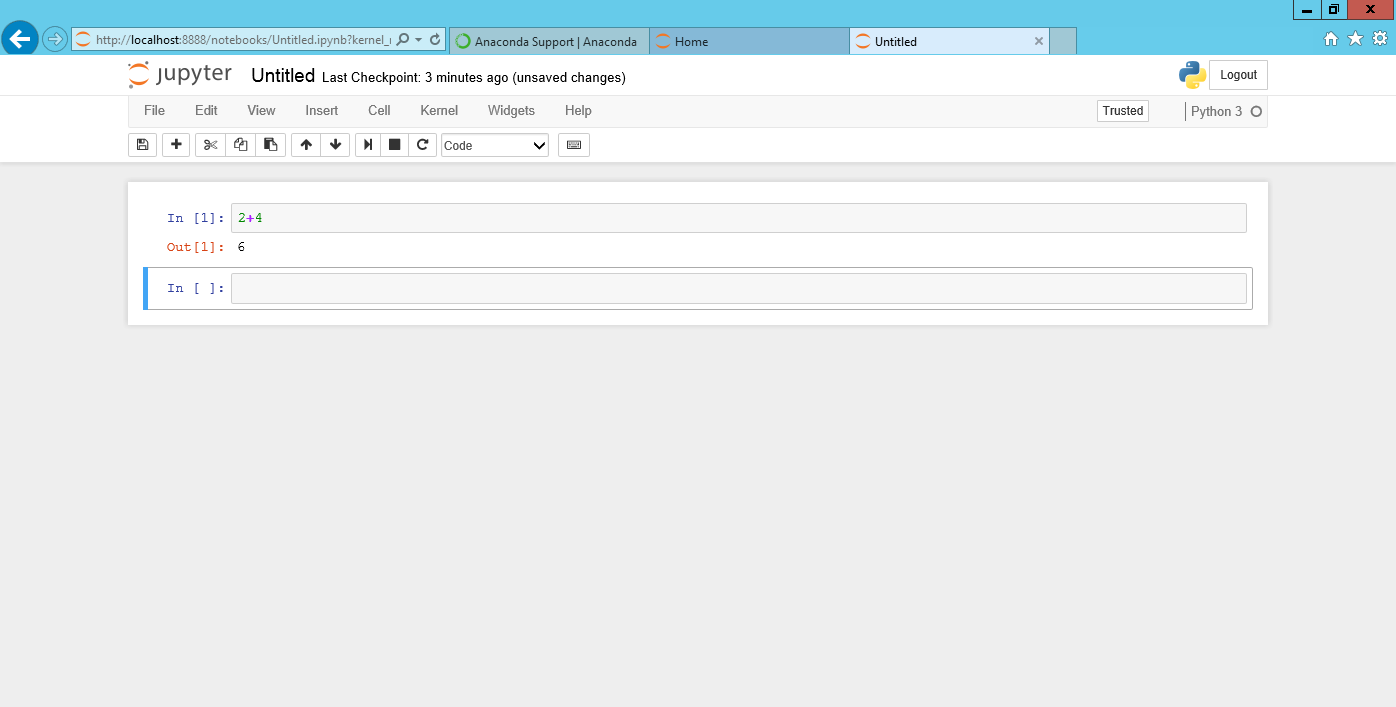 http://localhost:8888/notebooks/Untitled.ipynb?kernel_
Anaconda Support | Anaconda
Home
Untitled
jupyter Untitled Last Checkpoint: 3 minutes ago (unsaved changes)
Logout
File Edit View Insert Cell Kernel Widgets Help
Trusted
Python 3
Code
In [1]: 2+4
Out[1]: 6
In [ ]: